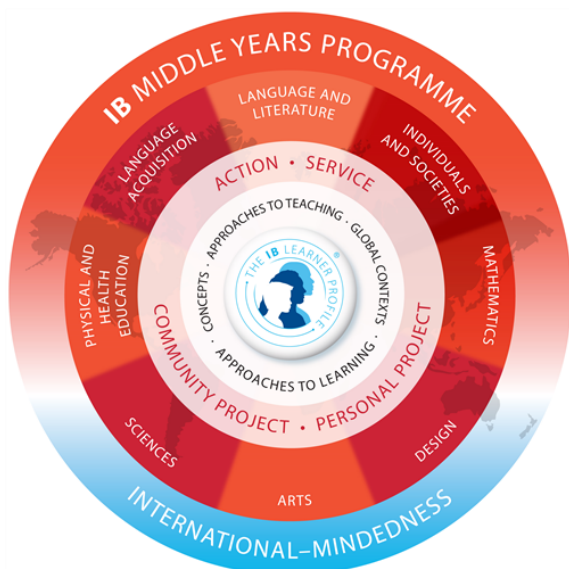 IB MIDDLE YEARS PROGRAMME
LANGUAGE AND
LITERATURE
INDIVIDUALS
AND SOCIETIES
MATHEMATICS
DESIGN
ARTS
SCIENCES
PHYSICAL AND
HEALTH
EDUCATION
LANGUAGE
ACQUISITION
ACTION • SERVICE
COMMUNITY PROJECT • PERSONAL PROJECT
· CONCEPTS · APPROACHES TO TEACHING · GLOBAL CONTEXTS ·
APPROACHES TO LEARNING
THE IB LEARNER PROFILE ®
INTERNATIONAL–MINDEDNESS